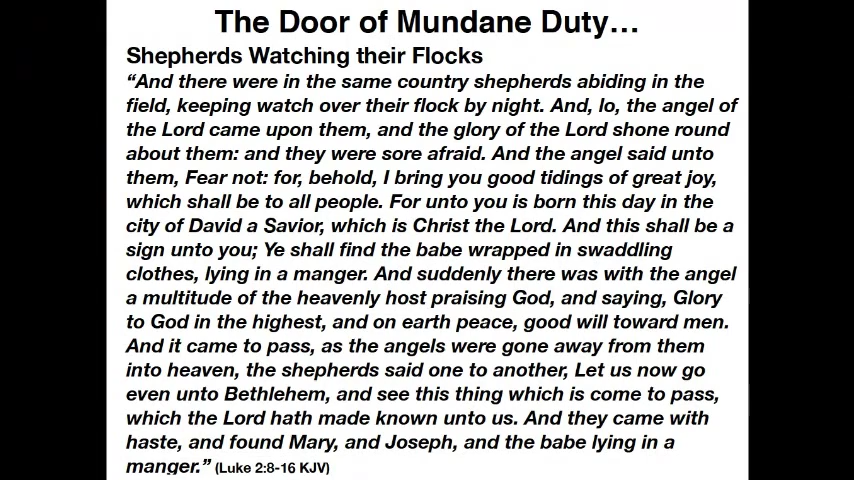 The Door of Mundane Duty...
Shepherds Watching their Flocks
“And there were in the same country shepherds abiding in the
field, keeping watch over their flock by night. And, lo, the angel of
the Lord came upon them, and the glory of the Lord shone round
about them: and they were sore afraid. And the angel said unto
them, Fear not: for, behold, I bring you good tidings of great joy,
which shall be to all people. For unto you is born this day in the
city of David a Savior, which is Christ the Lord. And this shall be a
sign unto you; Ye shall find the babe wrapped in swaddling
clothes, lying in a manger. And suddenly there was with the angel
a multitude of the heavenly host praising God, and saying, Glory
to God in the highest, and on earth peace, good will toward men.
And it came to pass, as the angels were gone away from them
into heaven, the shepherds said one to another, Let us now go
even unto Bethlehem, and see this thing which is come to pass,
which the Lord hath made known unto us. And they came with
haste, and found Mary, and Joseph, and the babe lying in a
manger.” (Luke 2:8-16 KJV)